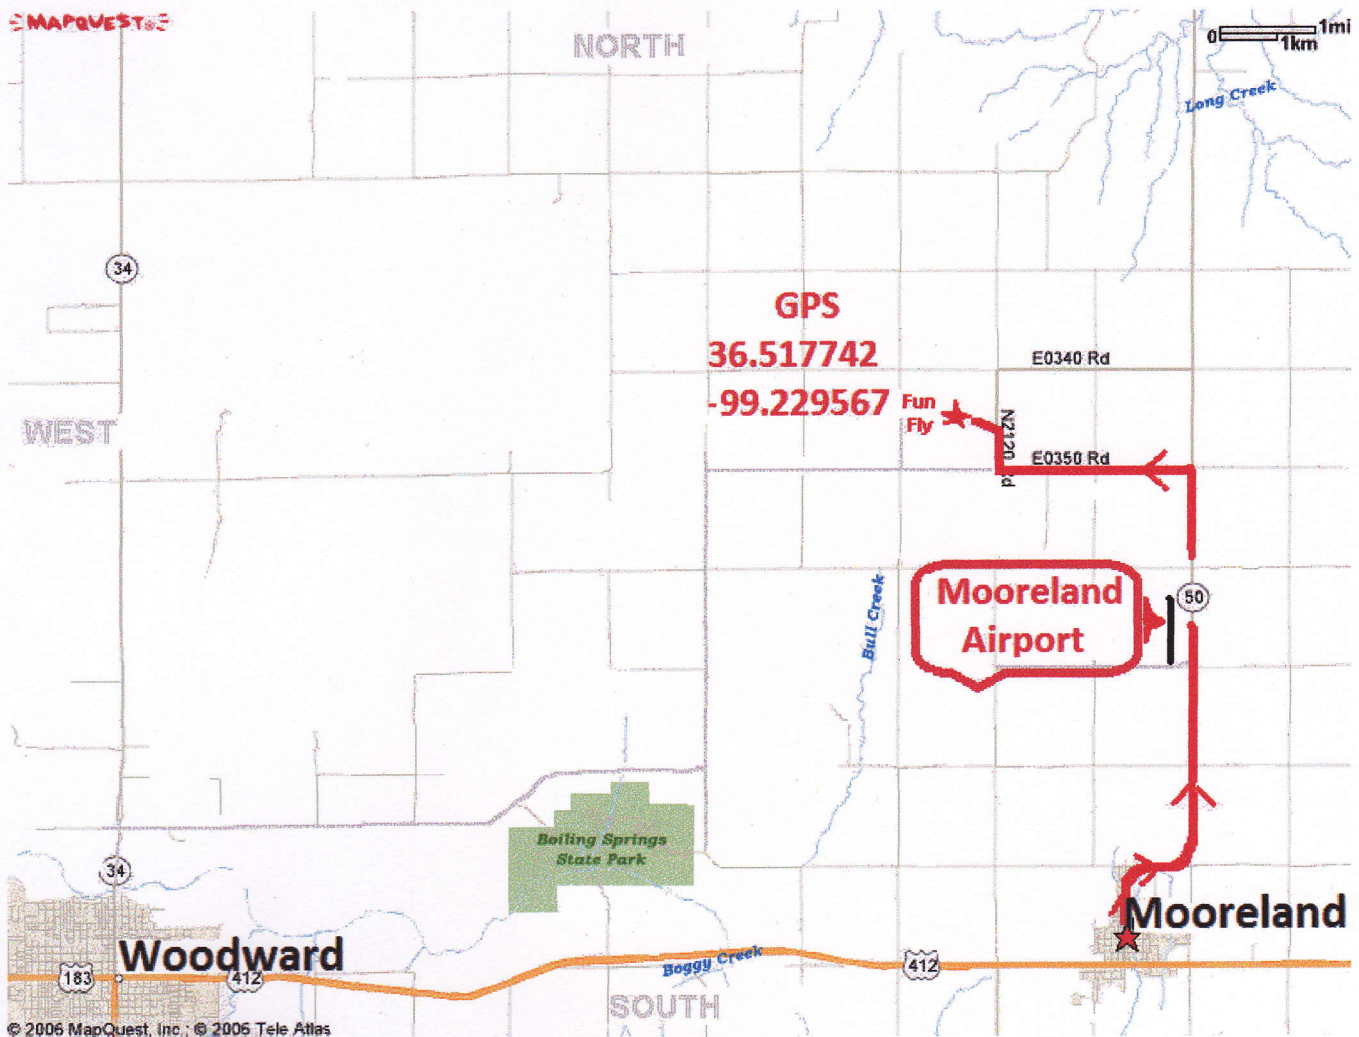 MAPQUEST
NORTH
0 1mi
1km
Long Creek
34
GPS
36.517742
-99.229567
E0340 Rd
Fun
Fly
WEST
N2120 Rd
E0350 Rd
Mooreland
Airport
50
Bull Creek
Boiling Springs
State Park
34
Mooreland
Woodward
183
412
Boggy Creek
412
SOUTH
© 2006 MapQuest, Inc.; © 2006 Tele Atlas